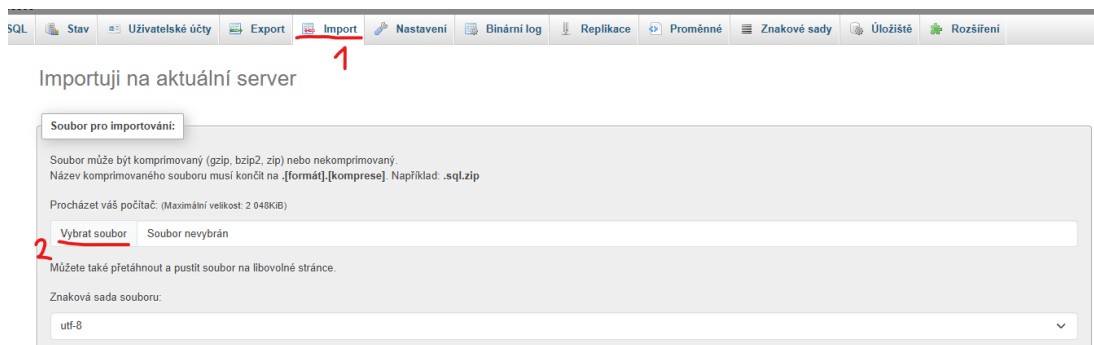 SQL Stav Uživatelské účty Export Import Nastavení Binární log Replikace Proměnné Znakové sady Úložiště Rozšíření
1
Importuji na aktuální server
Soubor pro importování:
Soubor může být komprimovaný (gzip, bzip2, zip) nebo nekomprimovaný.
Název komprimovaného souboru musí končit na .[formát].[komprese]. Například: .sql.zip
Procházet váš počítač: (Maximální velikost: 2 048KiB)
Vybrat soubor Soubor nevybrán
2
Můžete také přetáhnout a pustit soubor na libovolné stránce.
Znaková sada souboru:
utf-8